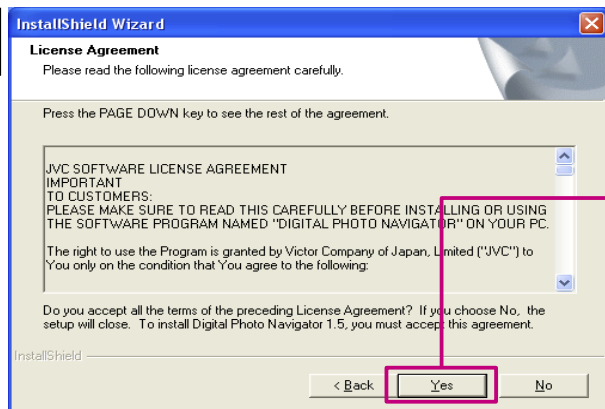 InstallShield Wizard
License Agreement
Please read the following license agreement carefully.
Press the PAGE DOWN key to see the rest of the agreement.
JVC SOFTWARE LICENSE AGREEMENT
IMPORTANT
TO CUSTOMERS:
PLEASE MAKE SURE TO READ THIS CAREFULLY BEFORE INSTALLING OR USING
THE SOFTWARE PROGRAM NAMED "DIGITAL PHOTO NAVIGATOR" ON YOUR PC.
The right to use the Program is granted by Victor Company of Japan, Limited ("JVC") to
You only on the condition that You agree to the following:
Do you accept all the terms of the preceding License Agreement? If you choose No, the
setup will close. To install Digital Photo Navigator 1.5, you must accept this agreement.
InstallShield
< Back Yes No